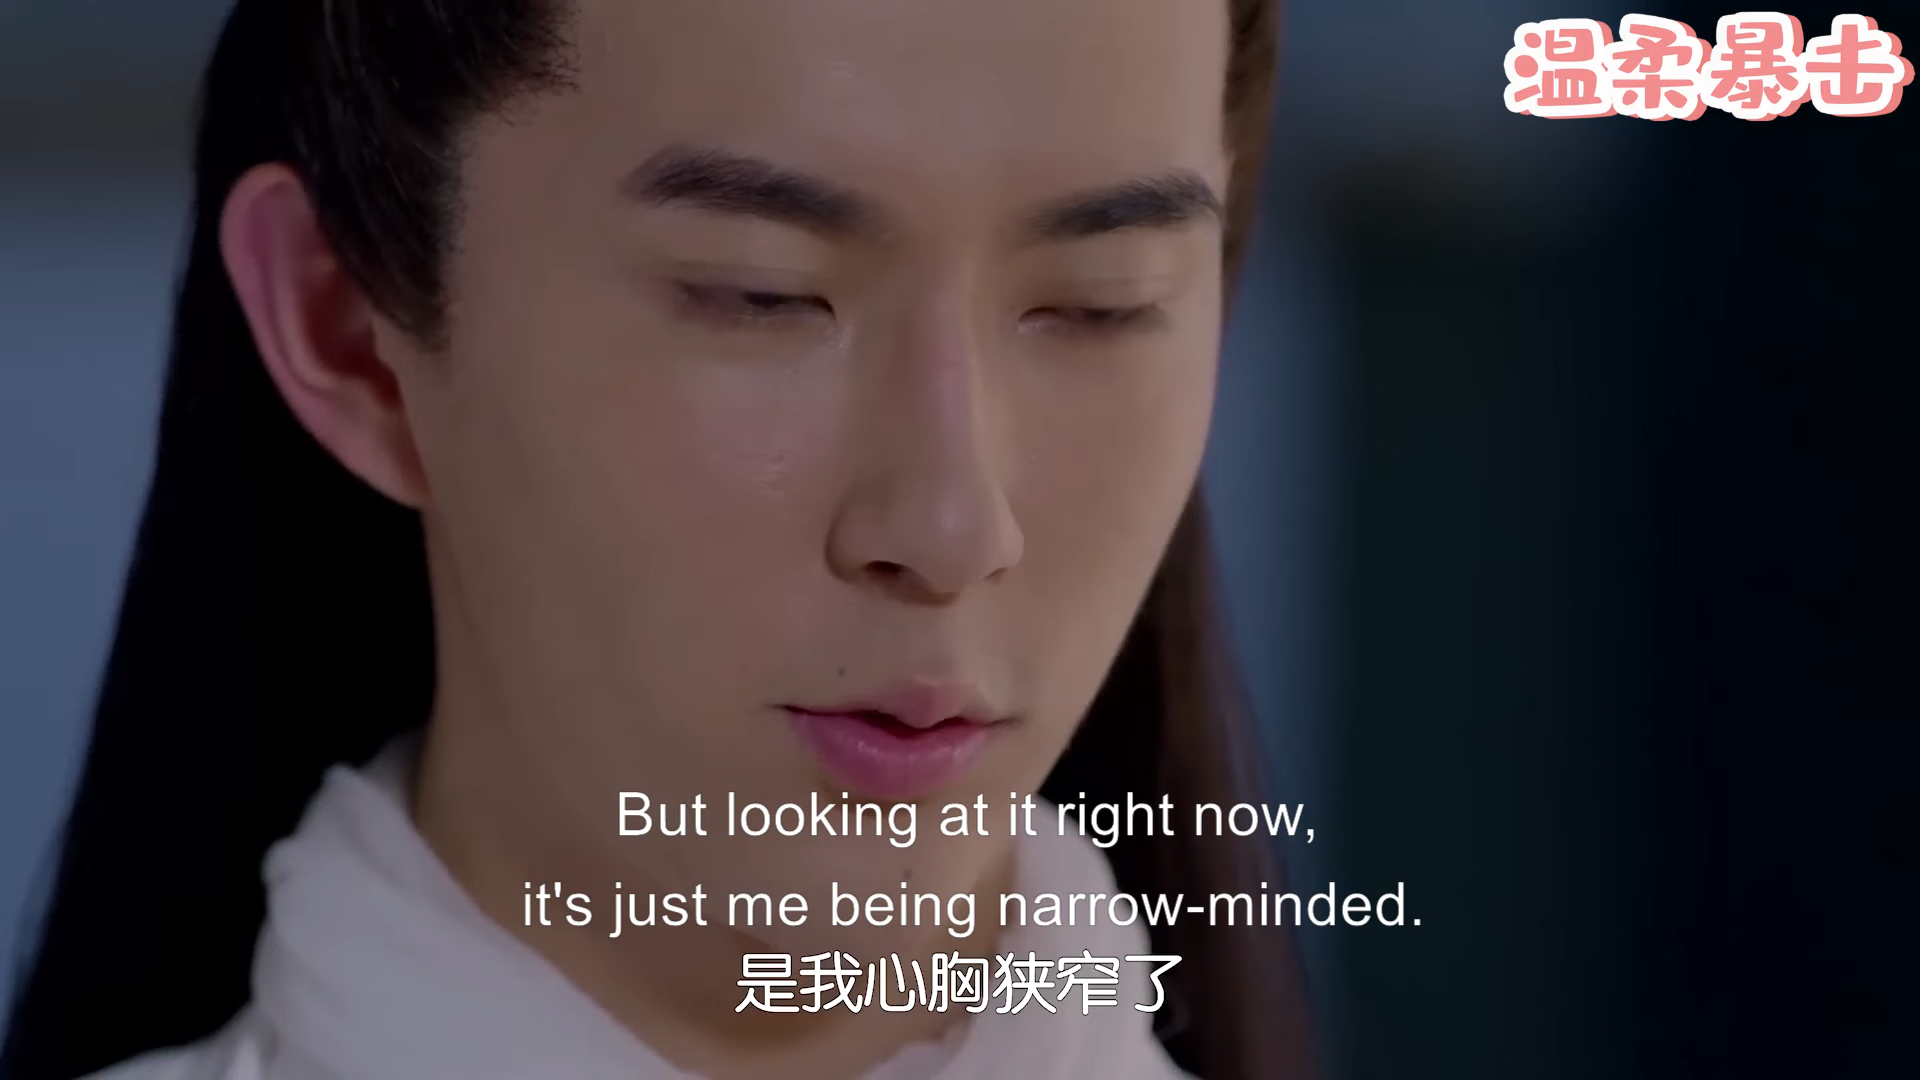 温柔暴击
But looking at it right now,
it's just me being narrow-minded.
是我心胸狭窄了